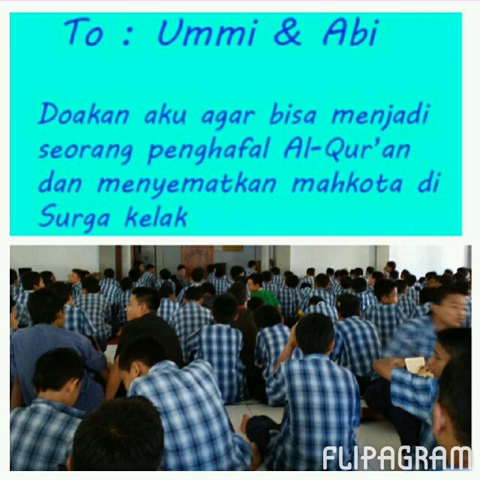 To : Ummi & Abi
Doakan aku agar bisa menjadi
seorang penghafal Al-Qur'an
dan menyematkan mahkota di
Surga kelak
FLIPAGRAM